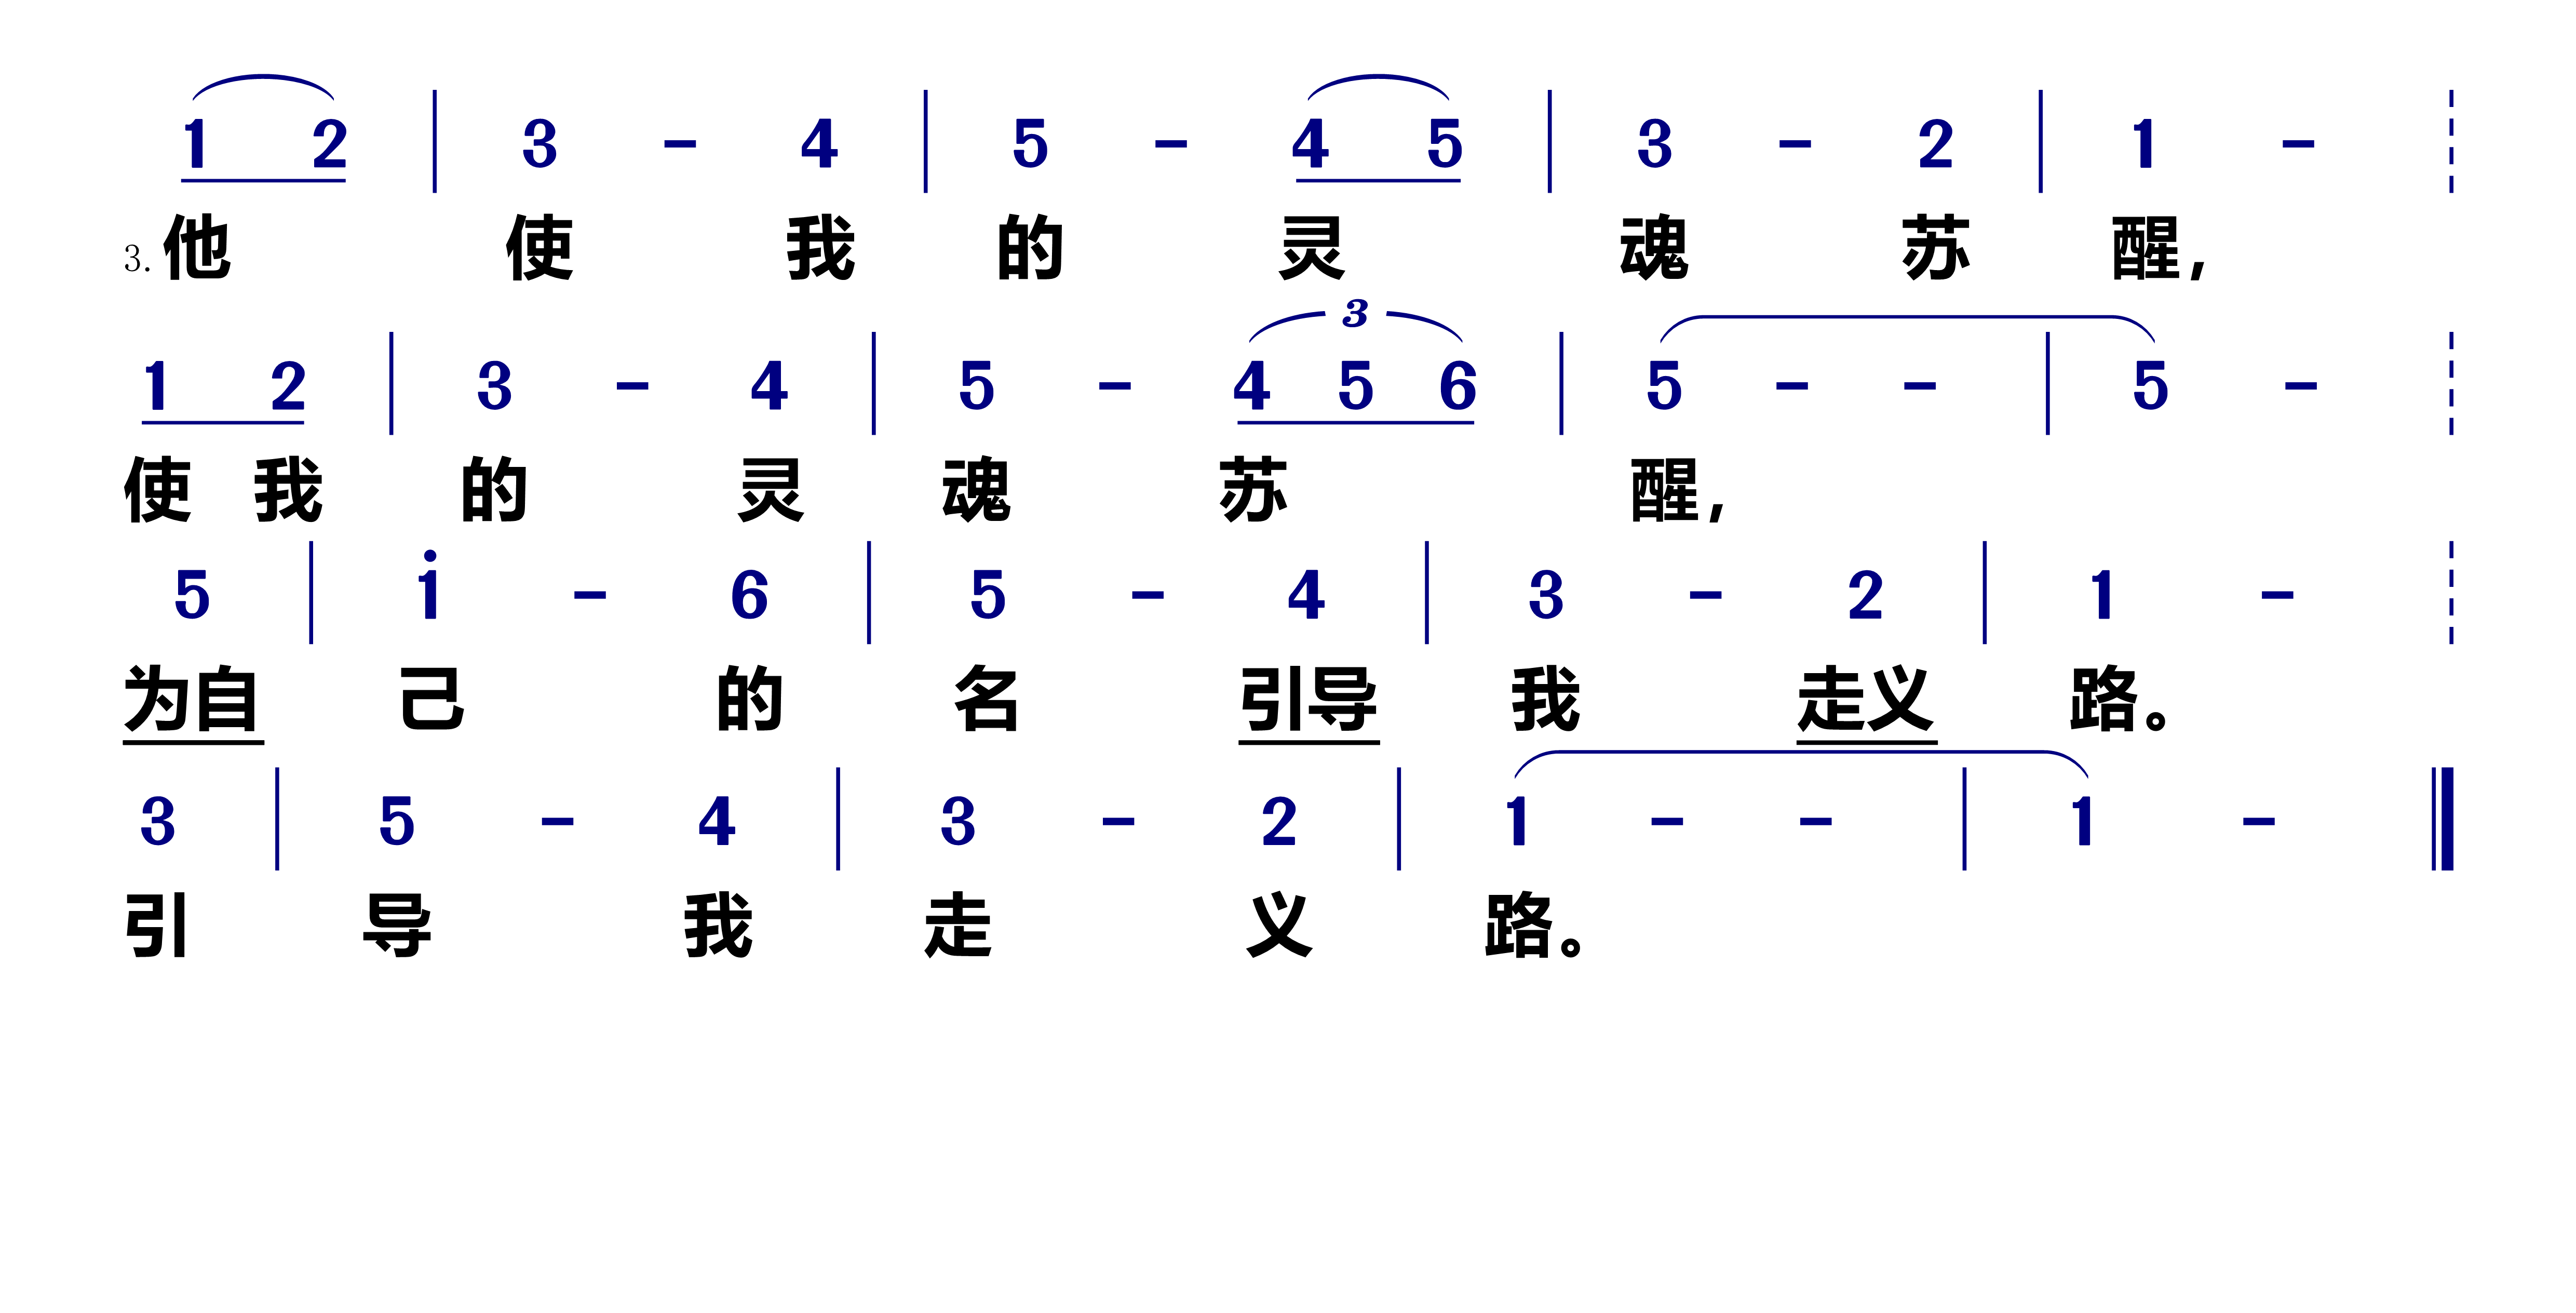 1 2 | 3 - 4 | 5 - 4 5 | 3 - 2 | 1 - ¦
3. 他 使 我 的 灵 魂 苏 醒,
3
1 2 | 3 - 4 | 5 - 4 5 6 | 5 - - | 5 - ¦
使 我 的 灵 魂 苏 醒,
5 | i - 6 | 5 - 4 | 3 - 2 | 1 - ¦
为自 己 的 名 引导 我 走义 路。
3 | 5 - 4 | 3 - 2 | 1 - - | 1 - ‖
引 导 我 走 义 路。